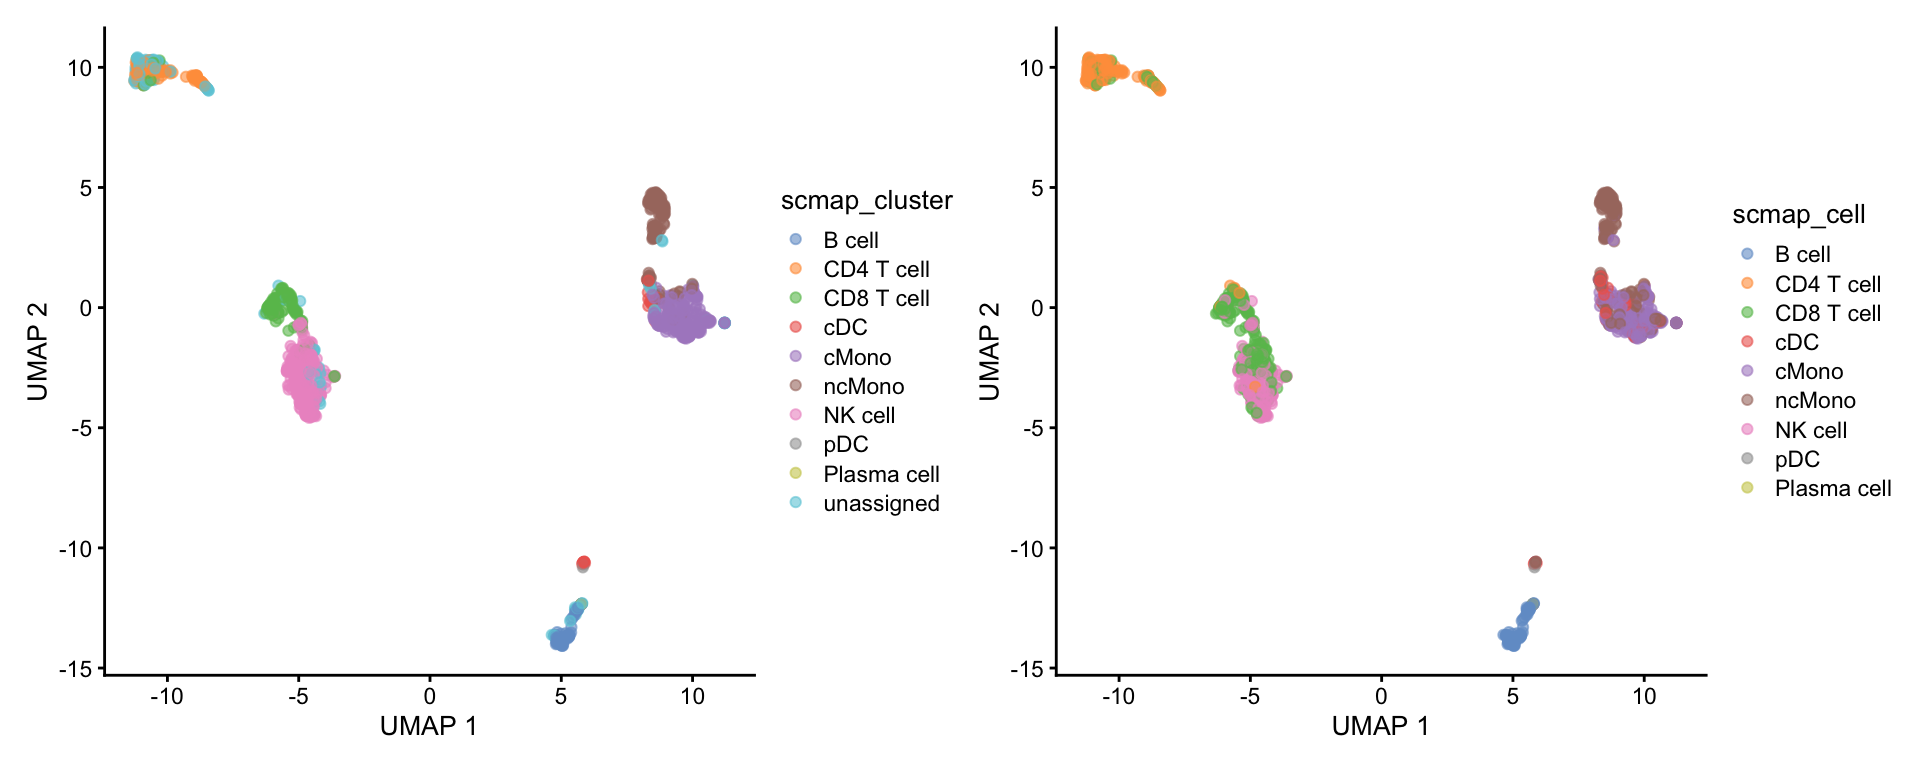 10
5
0
-5
-10
-15
UMAP 2
-10
-5
0
5
10
UMAP 1
scmap_cluster
B cell
CD4 T cell
CD8 T cell
cDC
cMono
ncMono
NK cell
pDC
Plasma cell
unassigned
10
5
0
-5
-10
-15
UMAP 2
-10
-5
0
5
10
UMAP 1
scmap_cell
B cell
CD4 T cell
CD8 T cell
cDC
cMono
ncMono
NK cell
pDC
Plasma cell